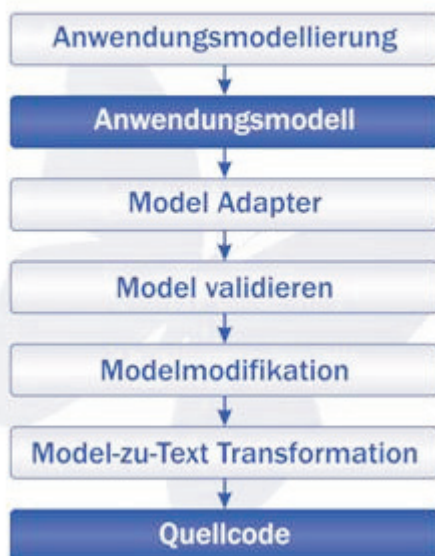 Anwendungsmodellierung
Anwendungsmodell
Model Adapter
Model validieren
Modelmodifikation
Model-zu-Text Transformation
Quellcode